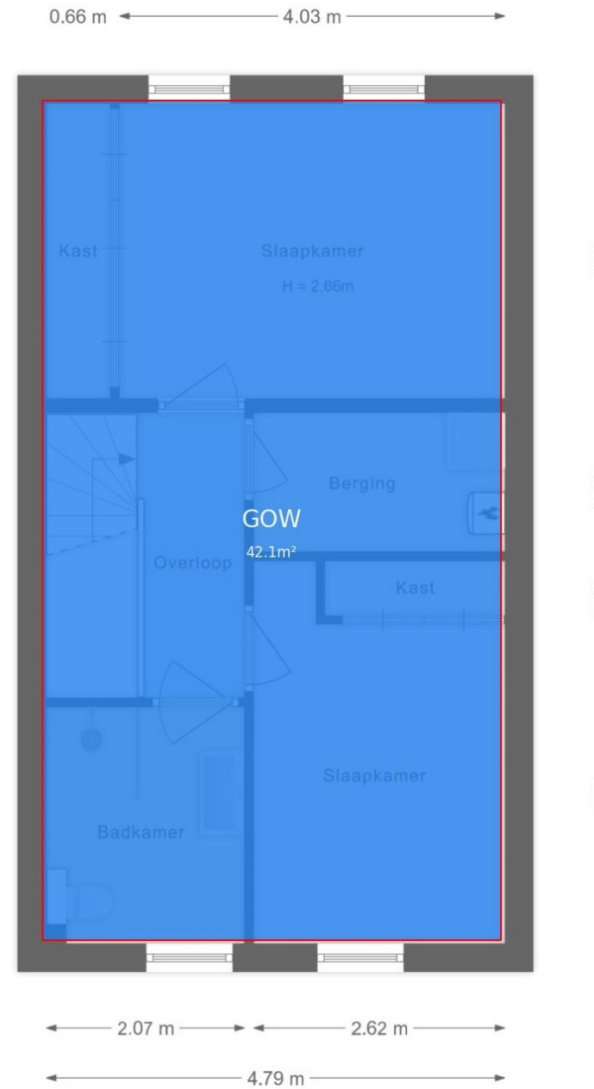 0.66 m 4.03 m
Kast
Slaapkamer
H = 2.66m
Berging
GOW
42.1m²
Overloop
Kast
Slaapkamer
Badkamer
2.07 m 2.62 m
4.79 m